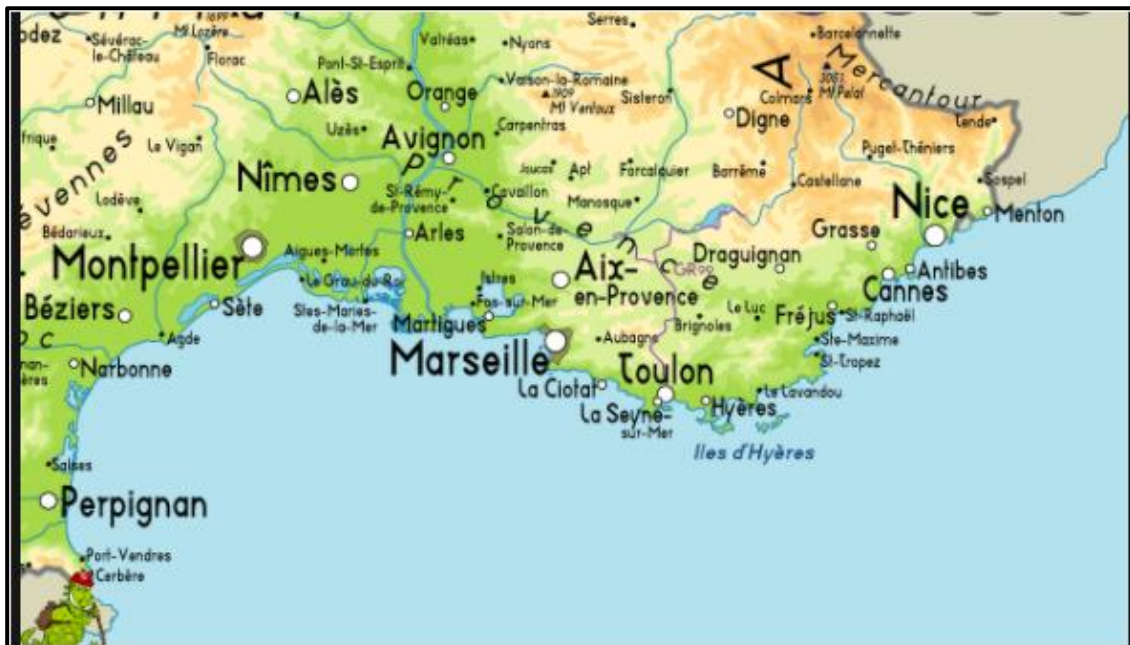 Serres
Barcelonnette
Sévérac-
le-Château
1699
Mt Lozère
Florac
Valréas
Nyons
Pont-St-Esprit
Vaison-la-Romaine
1909
Mt Ventoux
Sisteron
A
Colmars
3051
Mt Pelat
Mercantour
Millau
Alès
Orange
Digne
Tende
Uzès
Carpentras
Le Vigan
Avignon
Puget-Théniers
Joucas
Apt
Forcalquier
Barrême
Castellane
Sospel
Nîmes
St-Rémy-
de-Provence
Cavaillon
Manosque
Provence
Nice
Menton
Lodève
Bédarieux
Arles
Salon-de-
Provence
Grasse
Aigues-Mortes
Draguignan
GR99
Montpellier
Le Grau-du-Roi
Istres
Aix-
en-Provence
Antibes
Cannes
Béziers
Sète
Stes-Maries-
de-la-Mer
Fos-sur-Mer
Martigues
Le Luc
Brignoles
Fréjus
St-Raphaël
Agde
Marseille
Aubagne
Ste-Maxime
St-Tropez
Narbonne
Toulon
La Ciotat
La Seyne-
sur-Mer
Hyères
Le Lavandou
Iles d'Hyères
Salses
Perpignan
Port-Vendres
Cerbère